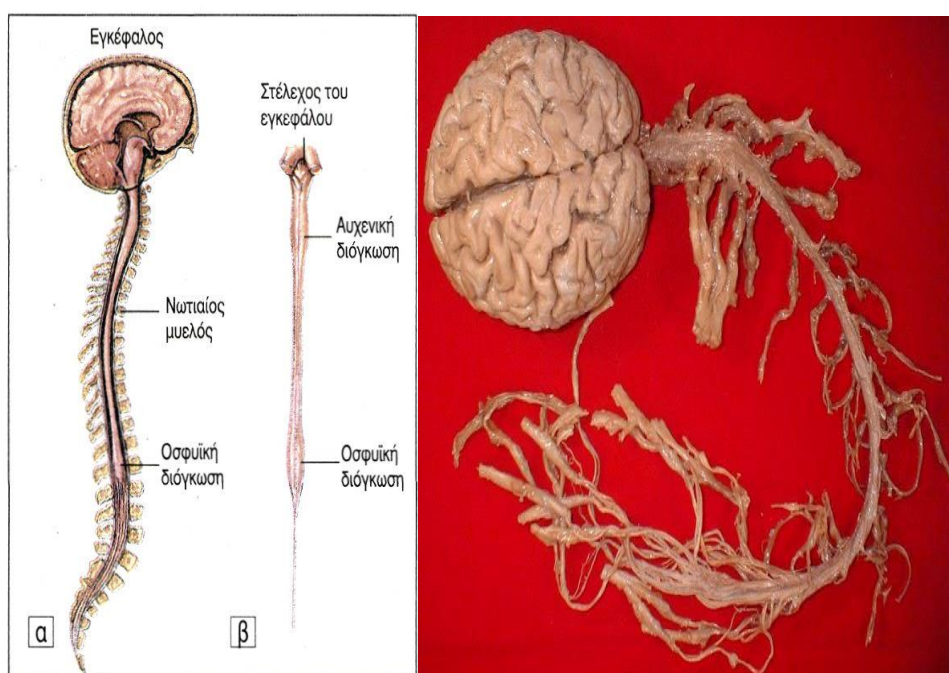 Εγκέφαλος
Στέλεχος του
εγκεφάλου
Αυχενική
διόγκωση
Νωτιαίος
μυελός
Οσφυϊκή
διόγκωση
Οσφυϊκή
διόγκωση
α
β